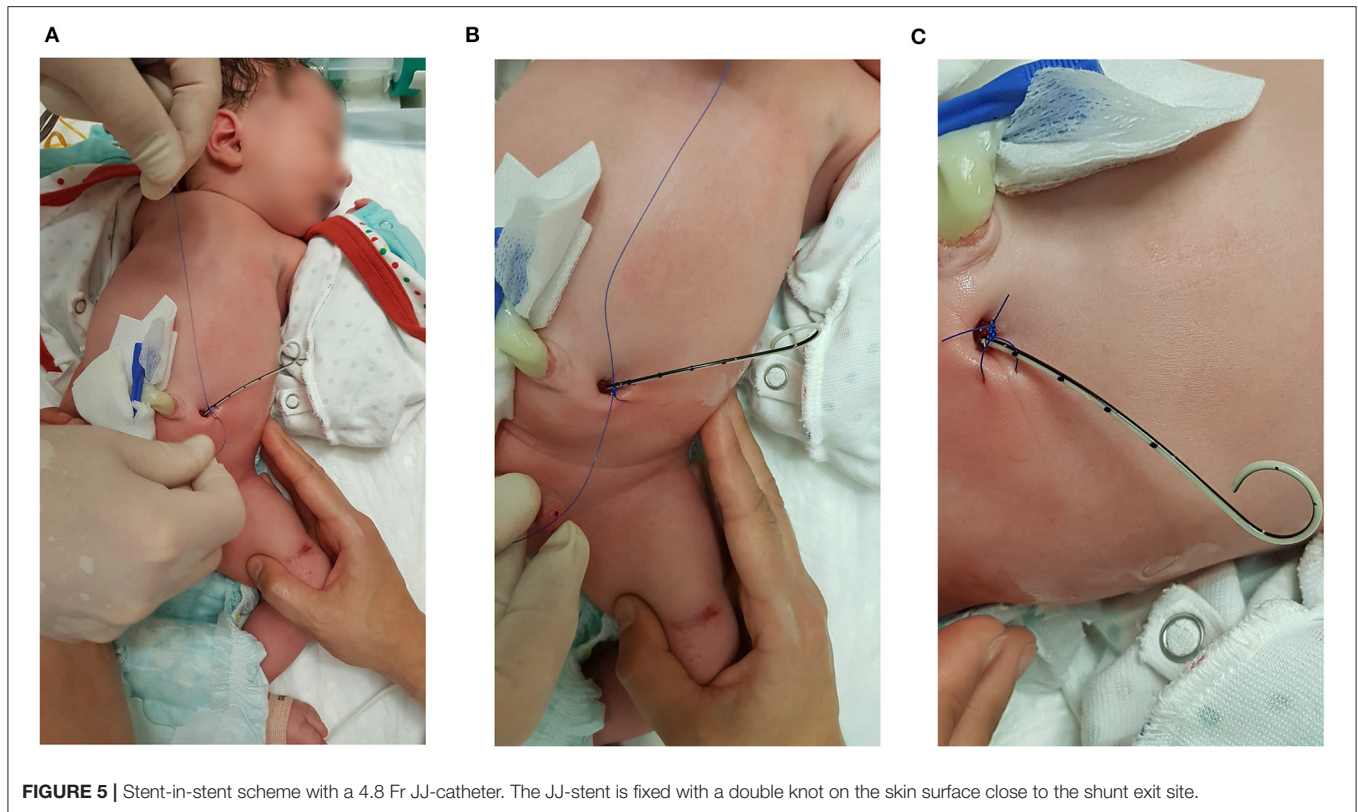 A
B
C
FIGURE 5 | Stent-in-stent scheme with a 4.8 Fr JJ-catheter. The JJ-stent is fixed with a double knot on the skin surface close to the shunt exit site.